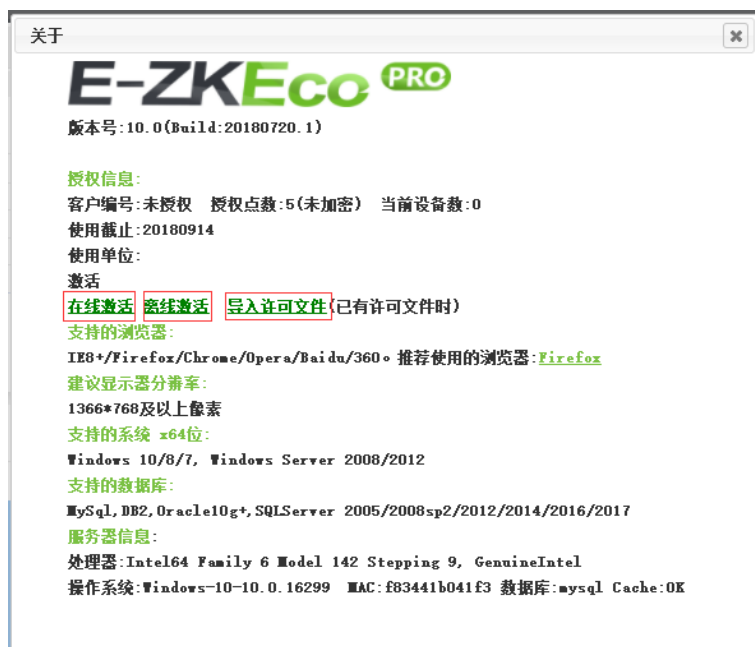 关于
E-ZKEco PRO
版本号:10.0(Build:20180720.1)
授权信息:
客户编号:未授权 授权点数:5(未加密) 当前设备数:0
使用截止:20180914
使用单位:
激活
在线激活 离线激活 导入许可文件(已有许可文件时)
支持的浏览器:
IE8+/Firefox/Chrome/Opera/Baidu/360。推荐使用的浏览器:Firefox
建议显示器分辨率:
1366*768及以上像素
支持的系统 x64位:
Windows 10/8/7, Windows Server 2008/2012
支持的数据库:
MySql,DB2,Oracle10g+,SQLServer 2005/2008sp2/2012/2014/2016/2017
服务器信息:
处理器:Intel64 Family 6 Model 142 Stepping 9, GenuineIntel
操作系统:Windows-10-10.0.16299 MAC:f83441b041f3 数据库:mysql Cache:OK